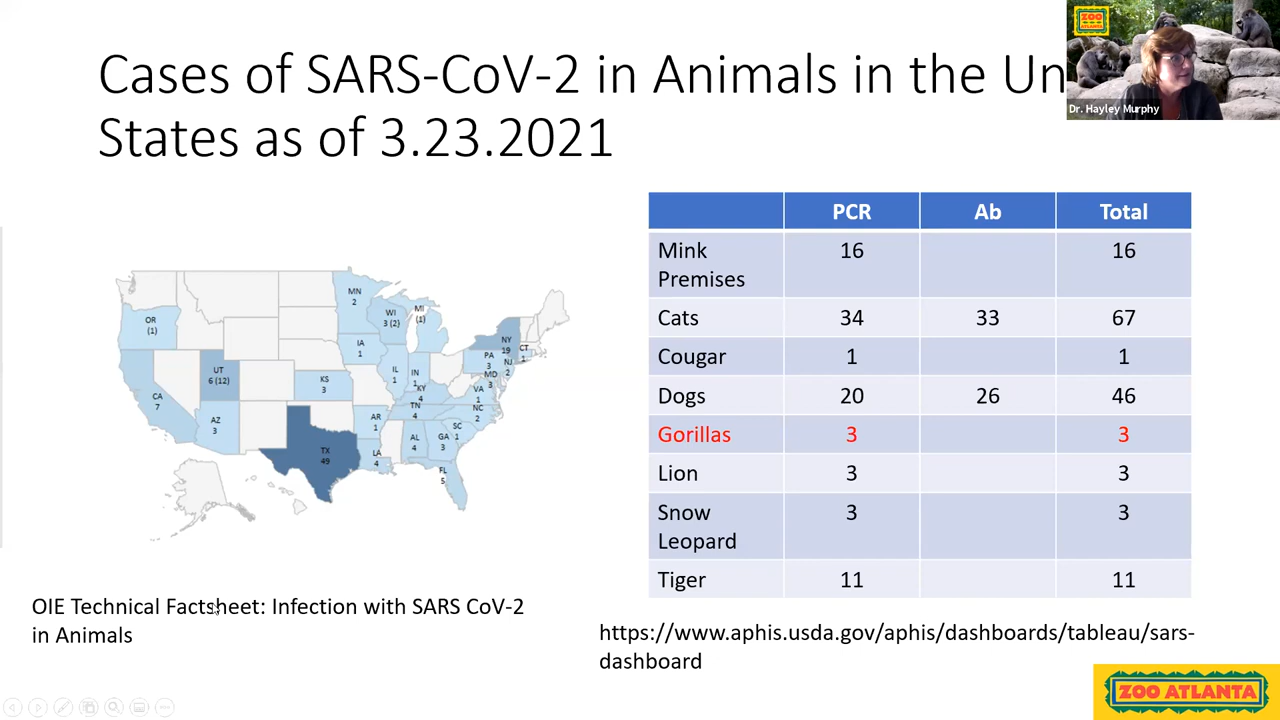 Cases of SARS-CoV-2 in Animals in the Un
States as of 3.23.2021
ZOO
ATLANTA
Dr. Hayley Murphy
PCR Ab Total
Mink Premises 16 16
Cats 34 33 67
Cougar 1 1
Dogs 20 26 46
Gorillas 3 3
Lion 3 3
Snow Leopard 3 3
Tiger 11 11
OR
(1)
CA
7
UT
6 (12)
AZ
3
TX
49
KS
3
MN
2
IA
1
WI
3 (2)
IL
1
MI
(1)
IN
1
KY
4
TN
4
AR
1
LA
4
AL
4
GA
3
FL
5
SC
1
NC
2
VA
1
MD
3
PA
3
NJ
2
NY
19
CT
1
OIE Technical Factsheet: Infection with SARS CoV-2
in Animals
https://www.aphis.usda.gov/aphis/dashboards/tableau/sars-
dashboard
ZOO ATLANTA